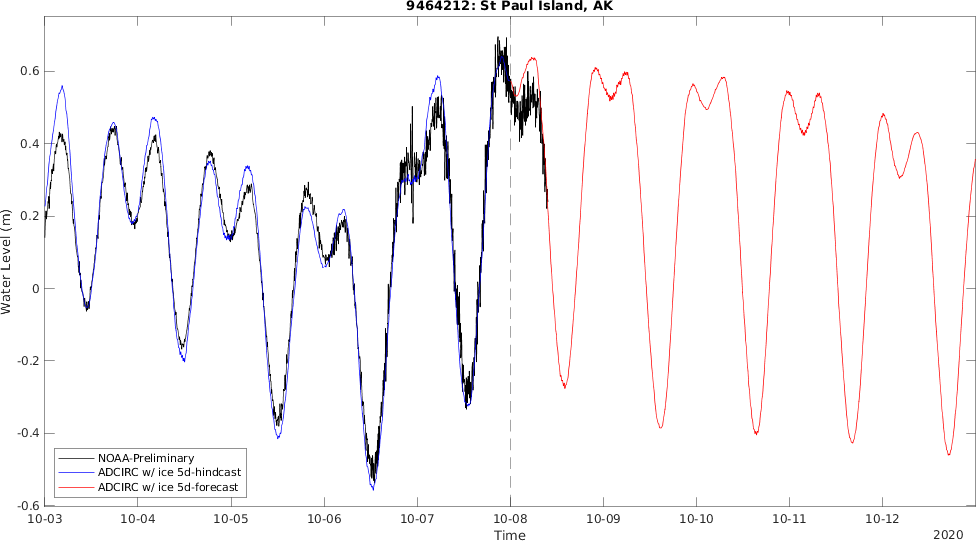 9464212: St Paul Island, AK
Water Level (m)
0.6
0.4
0.2
0
-0.2
-0.4
-0.6
NOAA-Preliminary
ADCIRC w/ ice 5d-hindcast
ADCIRC w/ ice 5d-forecast
10-03 10-04 10-05 10-06 10-07 10-08 10-09 10-10 10-11 10-12
Time
2020